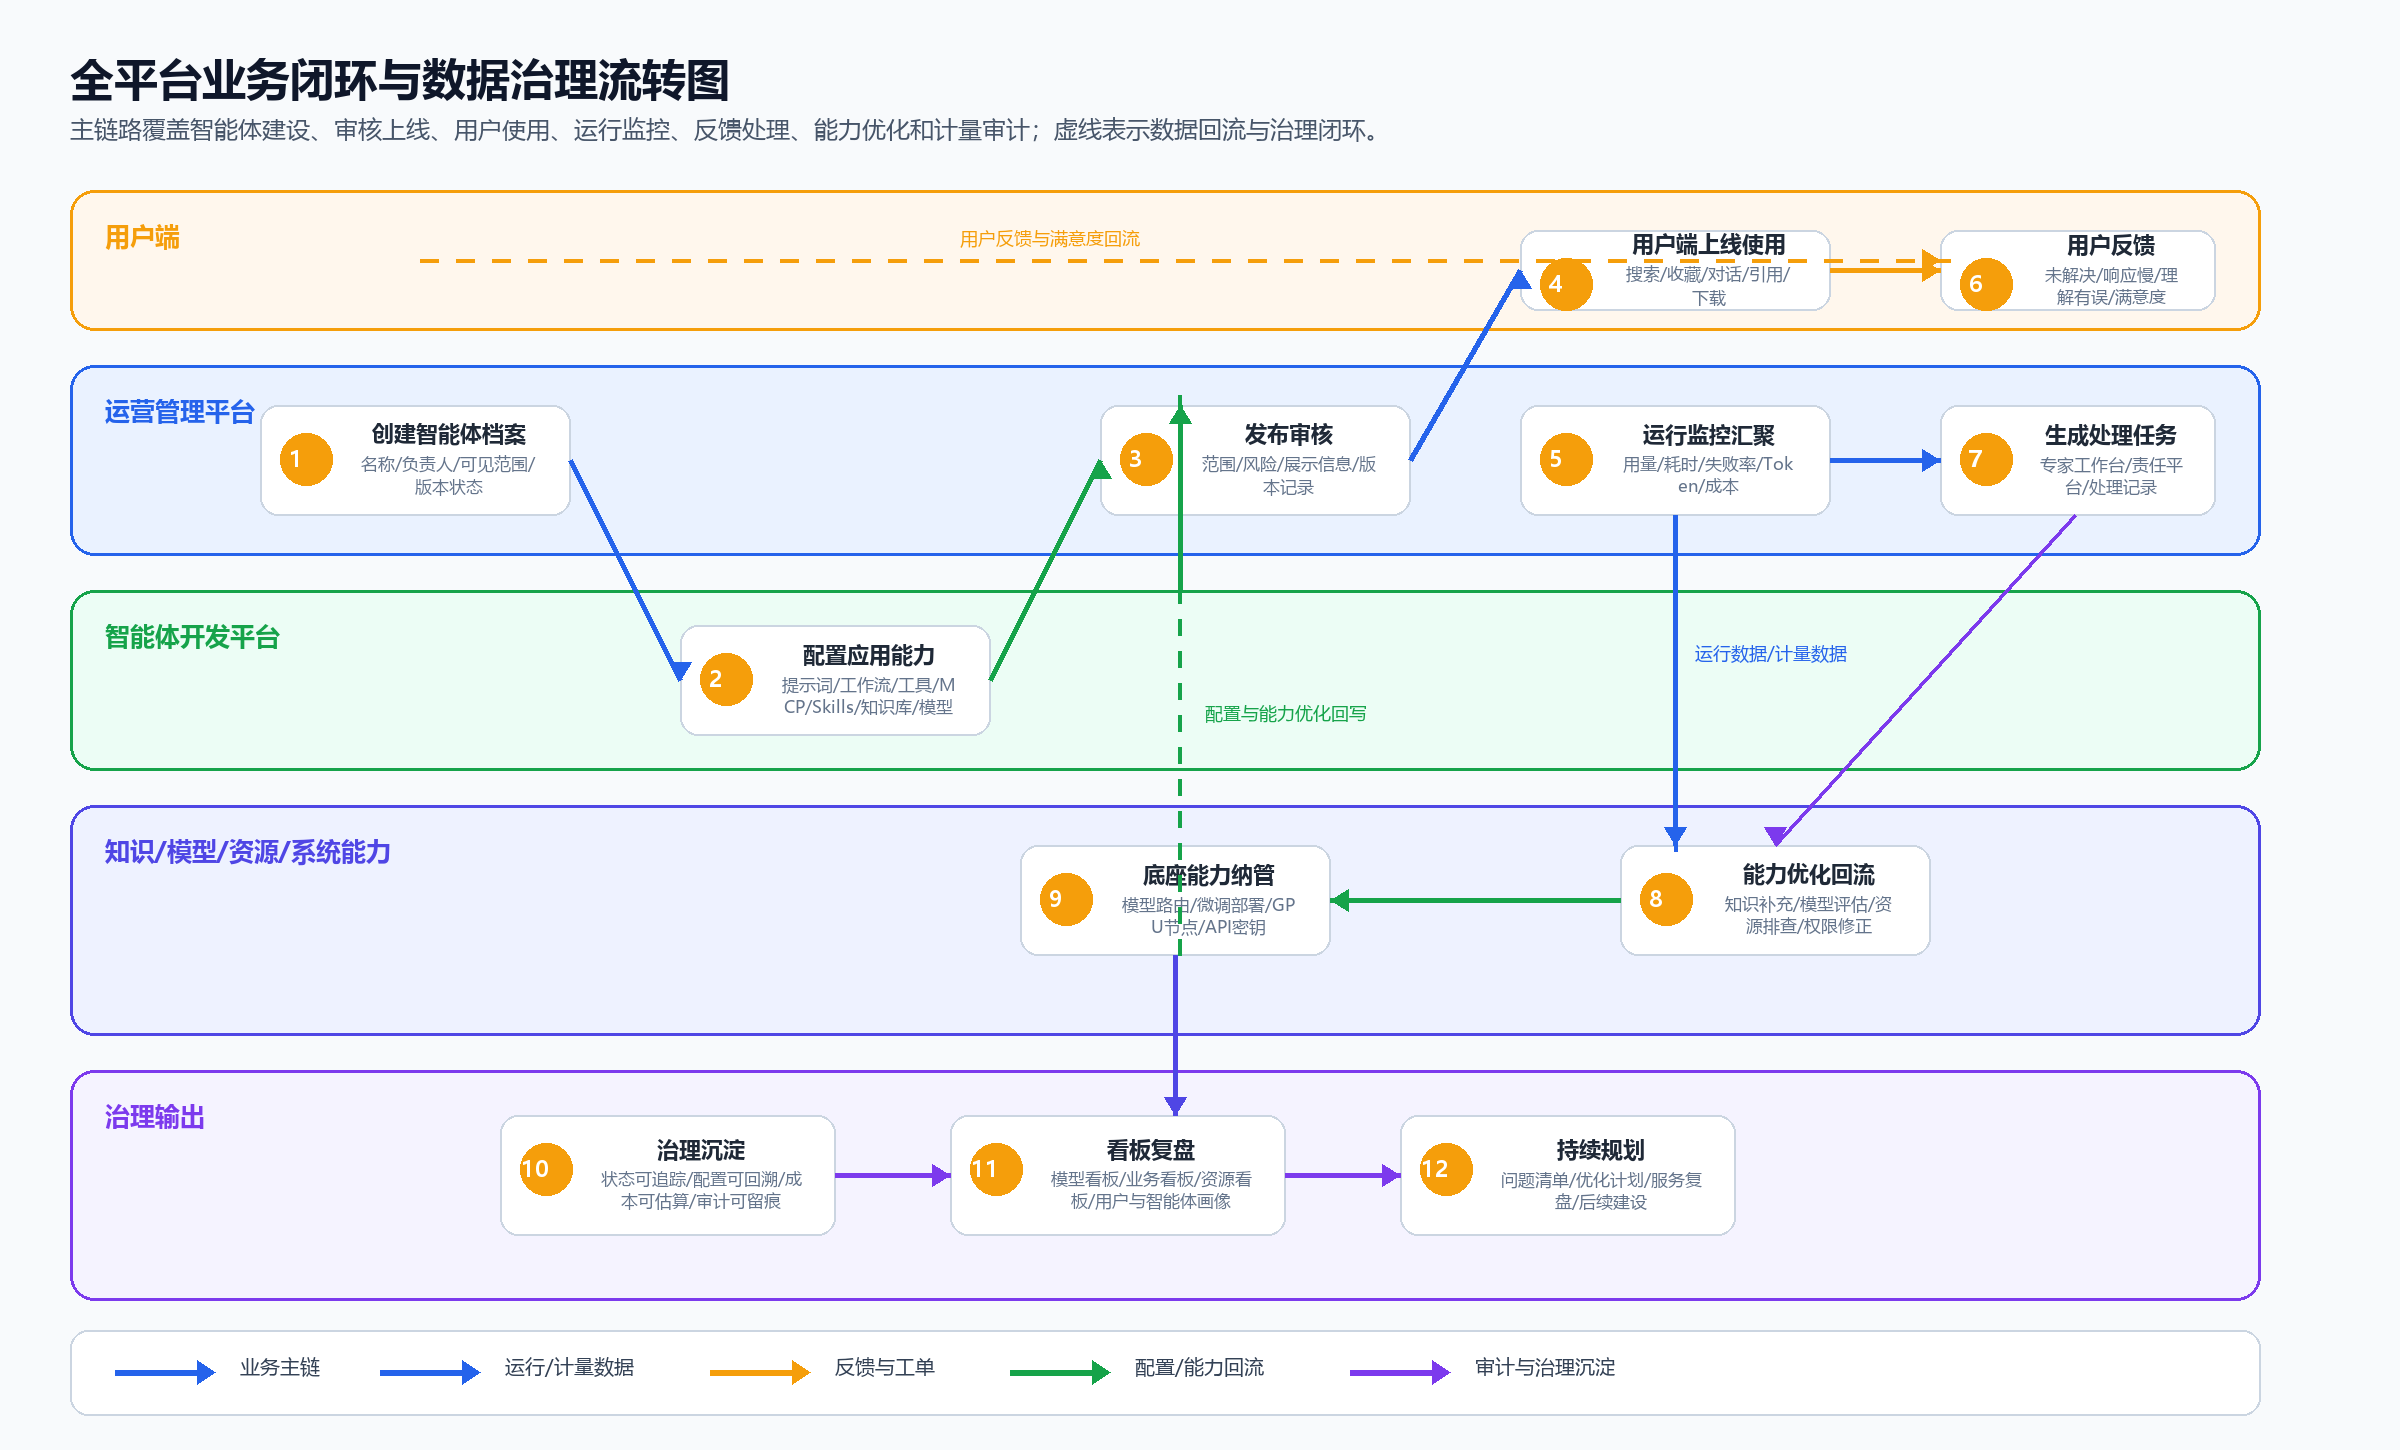 全平台业务闭环与数据治理流转图
主链路覆盖智能体建设、审核上线、用户使用、运行监控、反馈处理、能力优化和计量审计；虚线表示数据回流与治理闭环。
用户端
用户反馈与满意度回流
4
用户端上线使用
搜索/收藏/对话/引用/
下载
6
用户反馈
未解决/响应慢/理
解有误/满意度
运营管理平台
1
创建智能体档案
名称/负责人/可见范围/
版本状态
3
发布审核
范围/风险/展示信息/版
本记录
5
运行监控汇聚
用量/耗时/失败率/Tok
en/成本
7
生成处理任务
专家工作台/责任平
台/处理记录
智能体开发平台
2
配置应用能力
提示词/工作流/工具/M
CP/Skills/知识库/模型
配置与能力优化回写
运行数据/计量数据
知识/模型/资源/系统能力
9
底座能力纳管
模型路由/微调部署/GP
U节点/API密钥
8
能力优化回流
知识补充/模型评估/资
源排查/权限修正
治理输出
10
治理沉淀
状态可追踪/配置可回溯/成
本可估算/审计可留痕
11
看板复盘
模型看板/业务看板/资源看
板/用户与智能体画像
12
持续规划
问题清单/优化计划/服务复
盘/后续建设
业务主链
运行/计量数据
反馈与工单
配置/能力回流
审计与治理沉淀